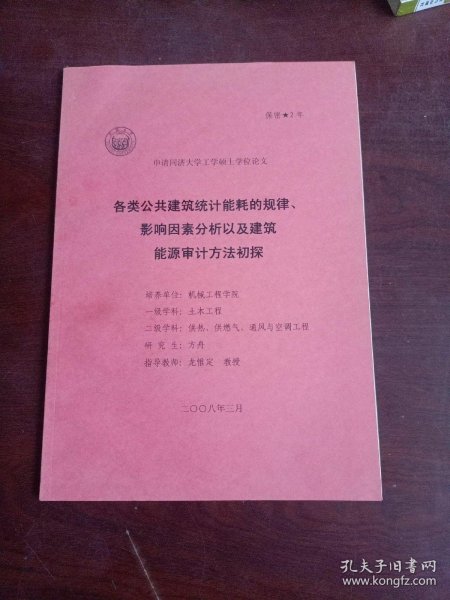 保密★2年
申请同济大学工学硕士学位论文
各类公共建筑统计能耗的规律、
影响因素分析以及建筑
能源审计方法初探
培养单位：机械工程学院
一级学科：土木工程
二级学科：供热、供燃气、通风与空调工程
研 究 生：方舟
指导教师：龙惟定 教授
二〇〇八年三月
孔夫子旧书网
www.kongfz.com